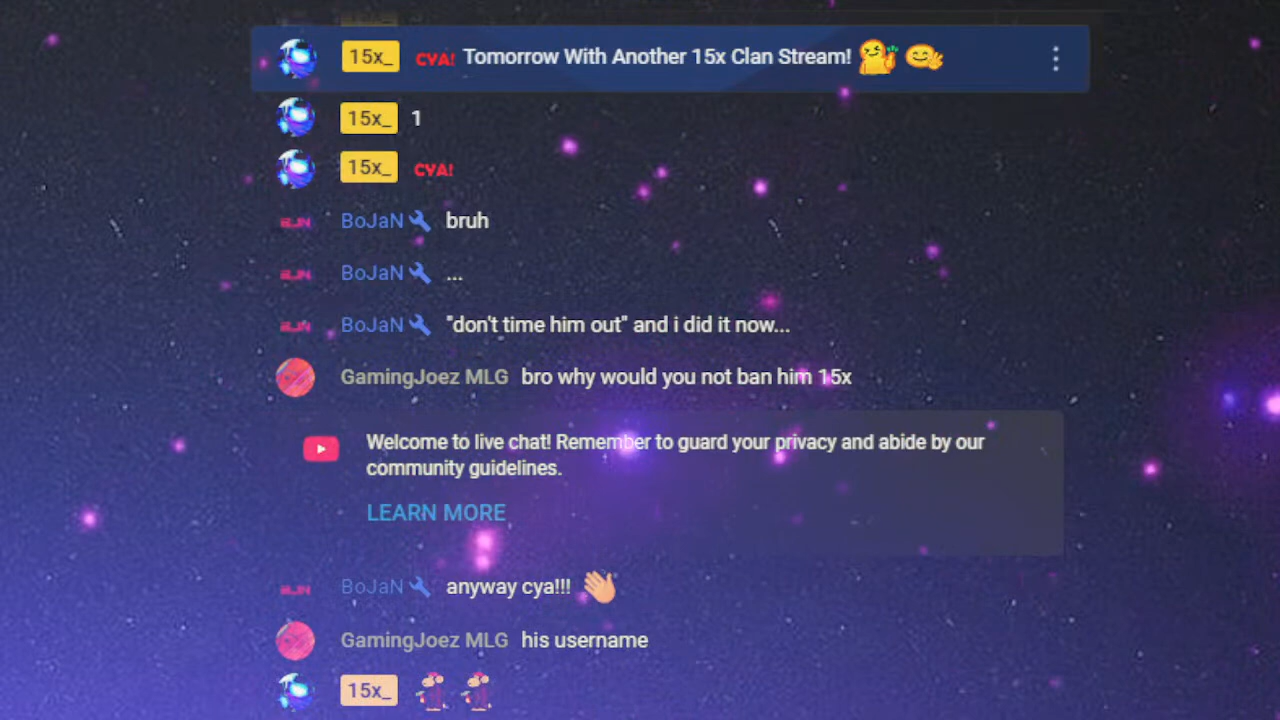 15x_ CYA! Tomorrow With Another 15x Clan Stream!
15x_ 1
15x_ CYA!
BoJaN bruh
BoJaN ...
BoJaN "don't time him out" and i did it now...
GamingJoez MLG bro why would you not ban him 15x
Welcome to live chat! Remember to guard your privacy and abide by our
community guidelines.
LEARN MORE
BoJaN anyway cya!!!
GamingJoez MLG his username
15x_